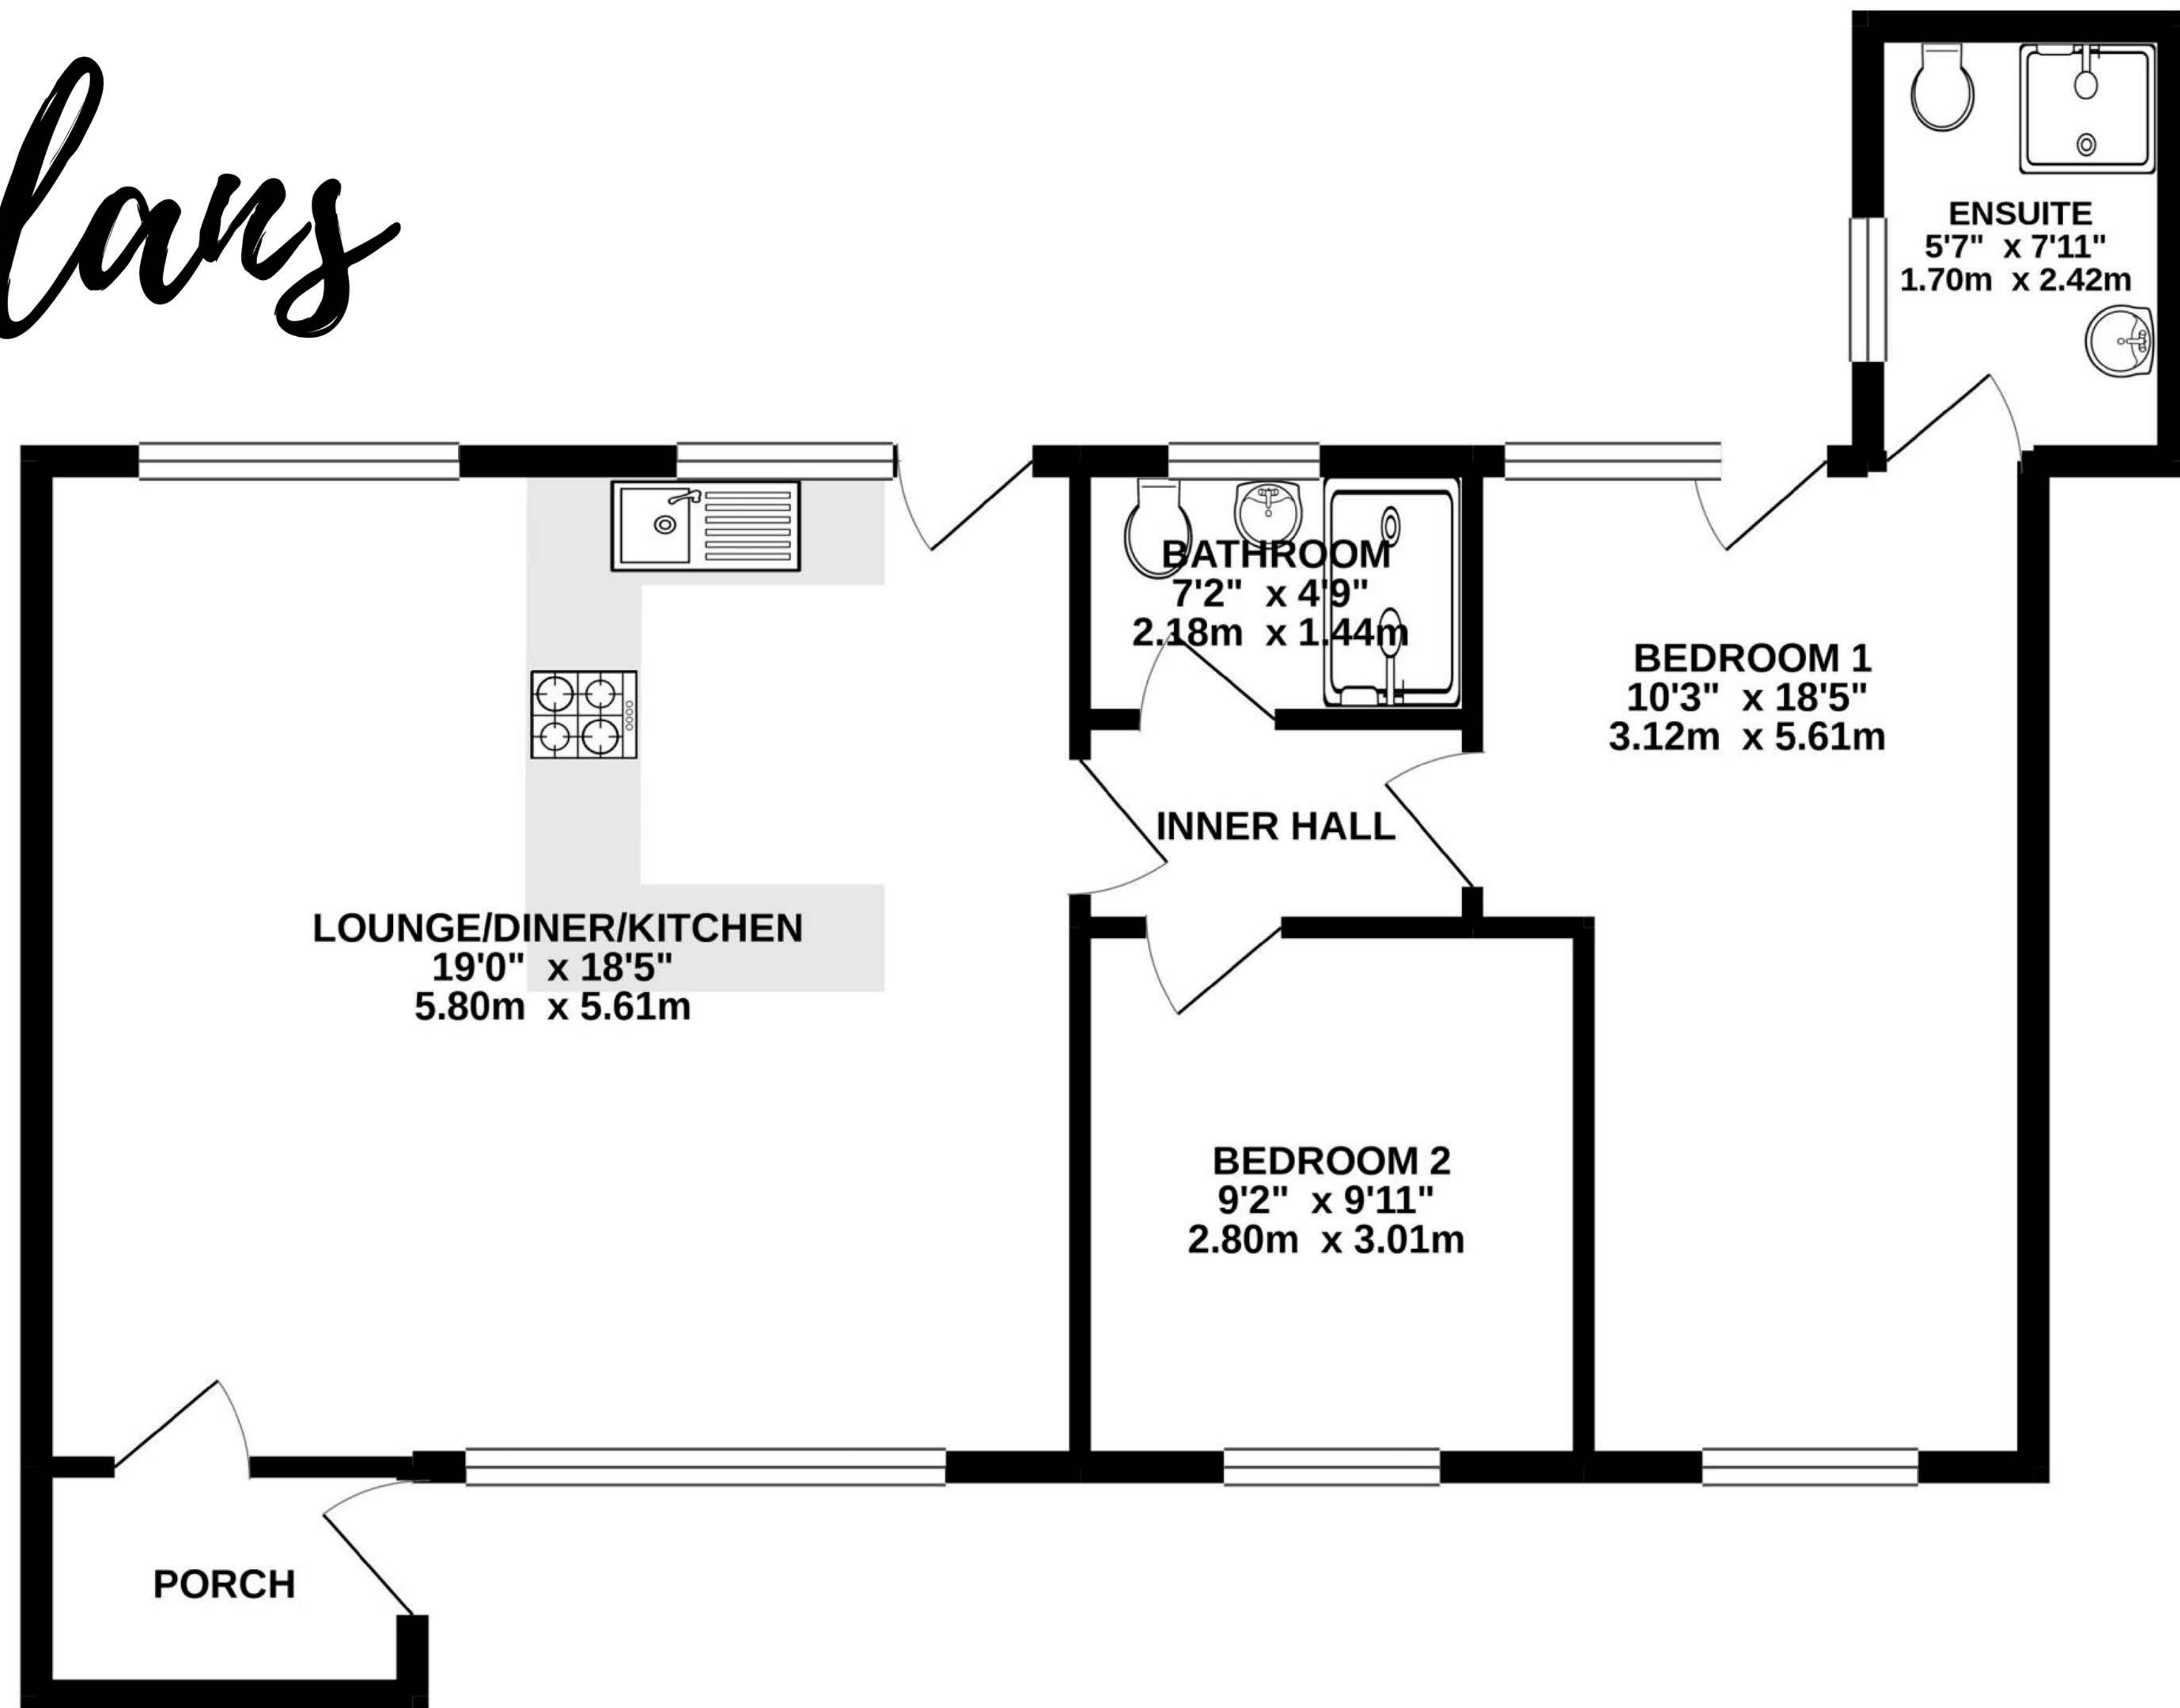 lans
ENSUITE
5'7" x 7'11"
1.70m x 2.42m
BATHROOM
7'2" x 4'9"
2.18m x 1.44m
BEDROOM 1
10'3" x 18'5"
3.12m x 5.61m
INNER HALL
LOUNGE/DINER/KITCHEN
19'0" x 18'5"
5.80m x 5.61m
BEDROOM 2
9'2" x 9'11"
2.80m x 3.01m
PORCH